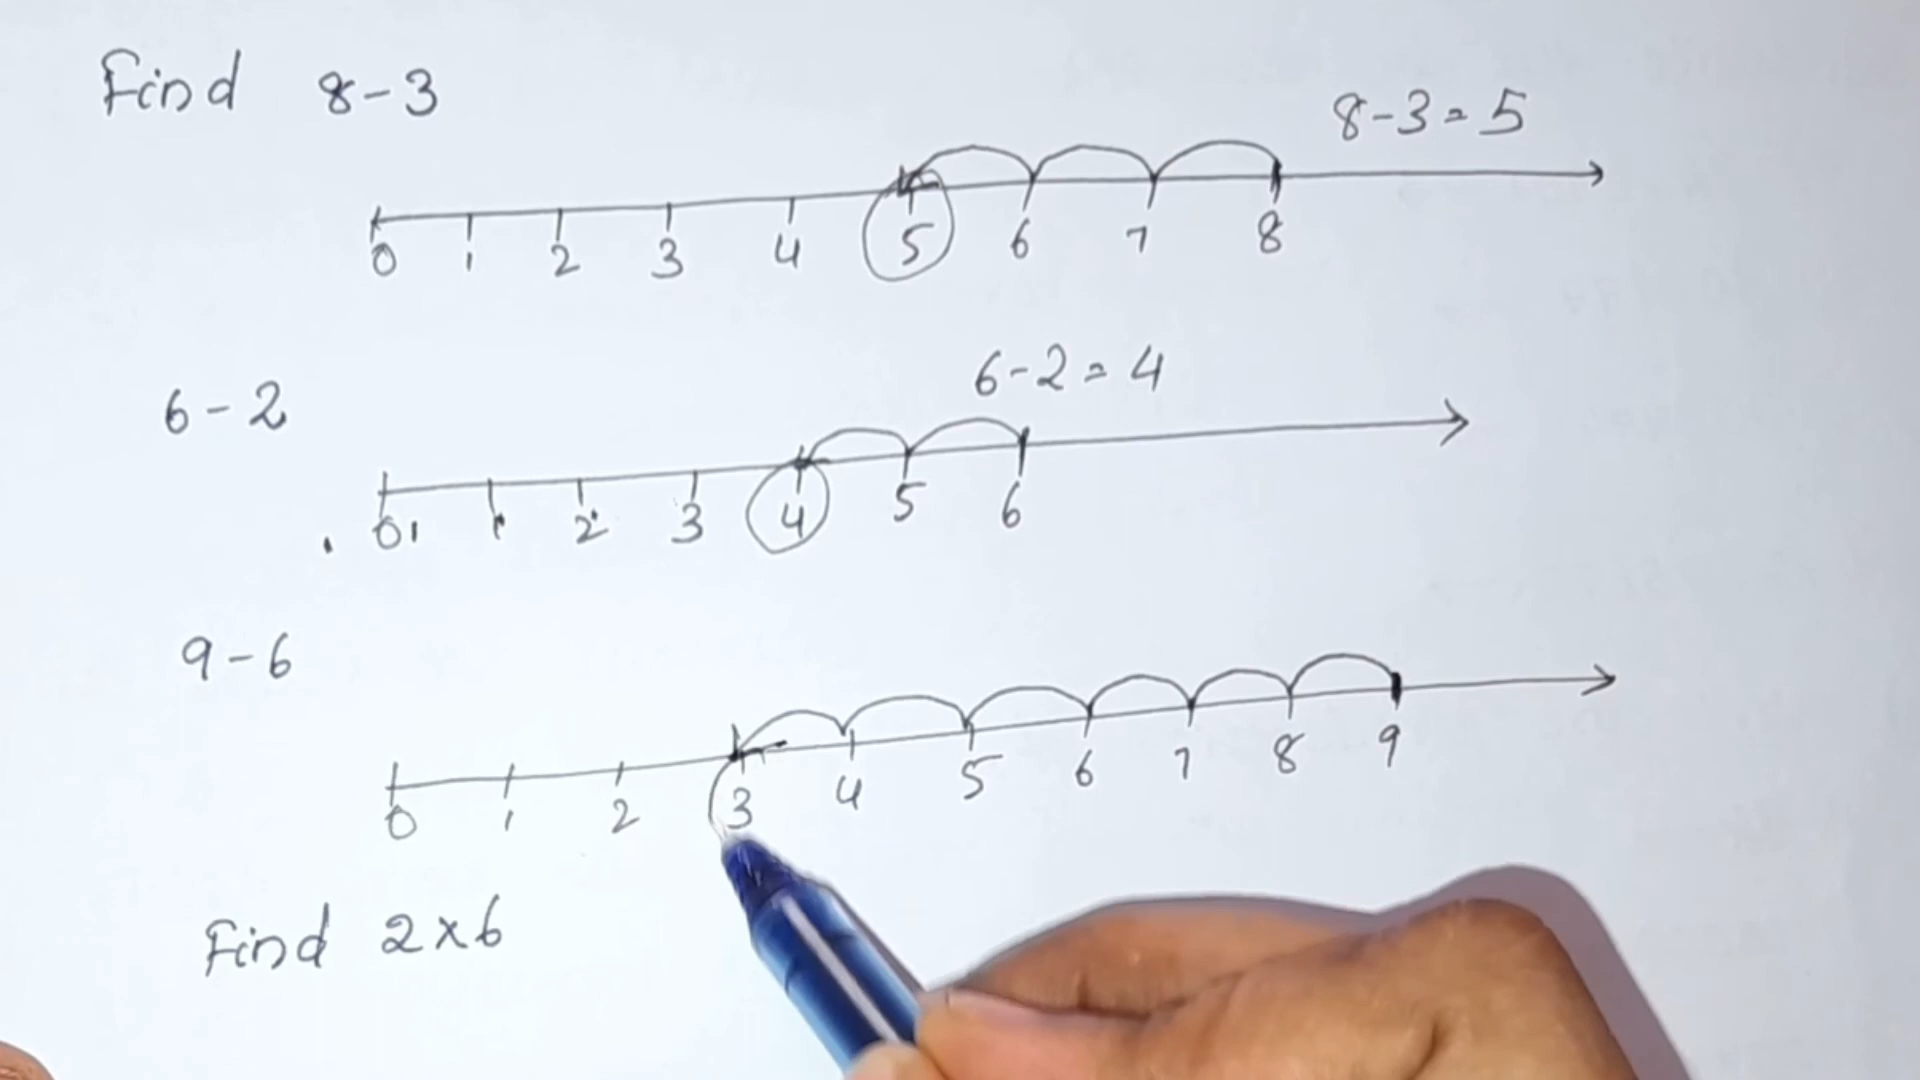 Find 8-3
8-3=5
0 1 2 3 4 5 6 7 8
6-2
6-2=4
0 1 2 3 4 5 6
9-6
0 1 2 3 4 5 6 7 8 9
Find 2×6